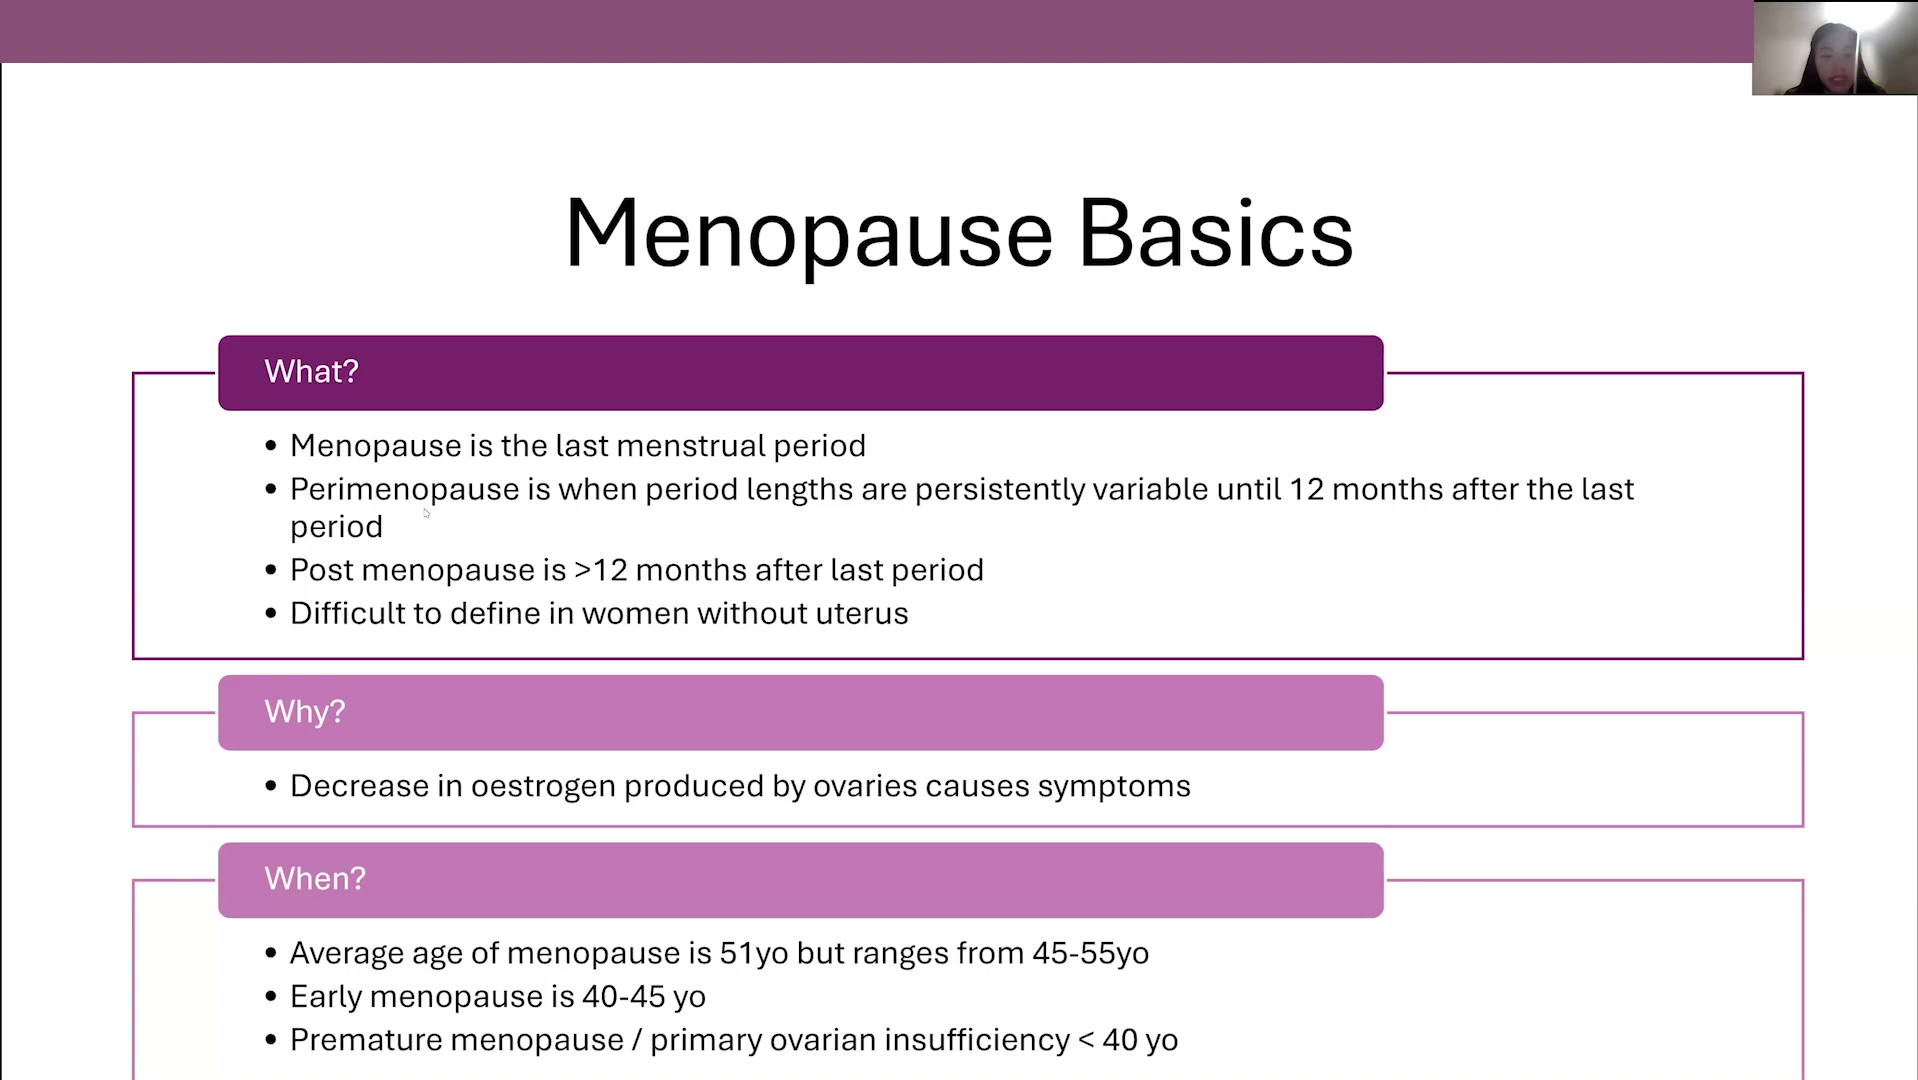 Menopause Basics
What?
• Menopause is the last menstrual period
• Perimenopause is when period lengths are persistently variable until 12 months after the last
period
• Post menopause is >12 months after last period
• Difficult to define in women without uterus
Why?
• Decrease in oestrogen produced by ovaries causes symptoms
When?
• Average age of menopause is 51yo but ranges from 45-55yo
• Early menopause is 40-45 yo
• Premature menopause / primary ovarian insufficiency < 40 yo